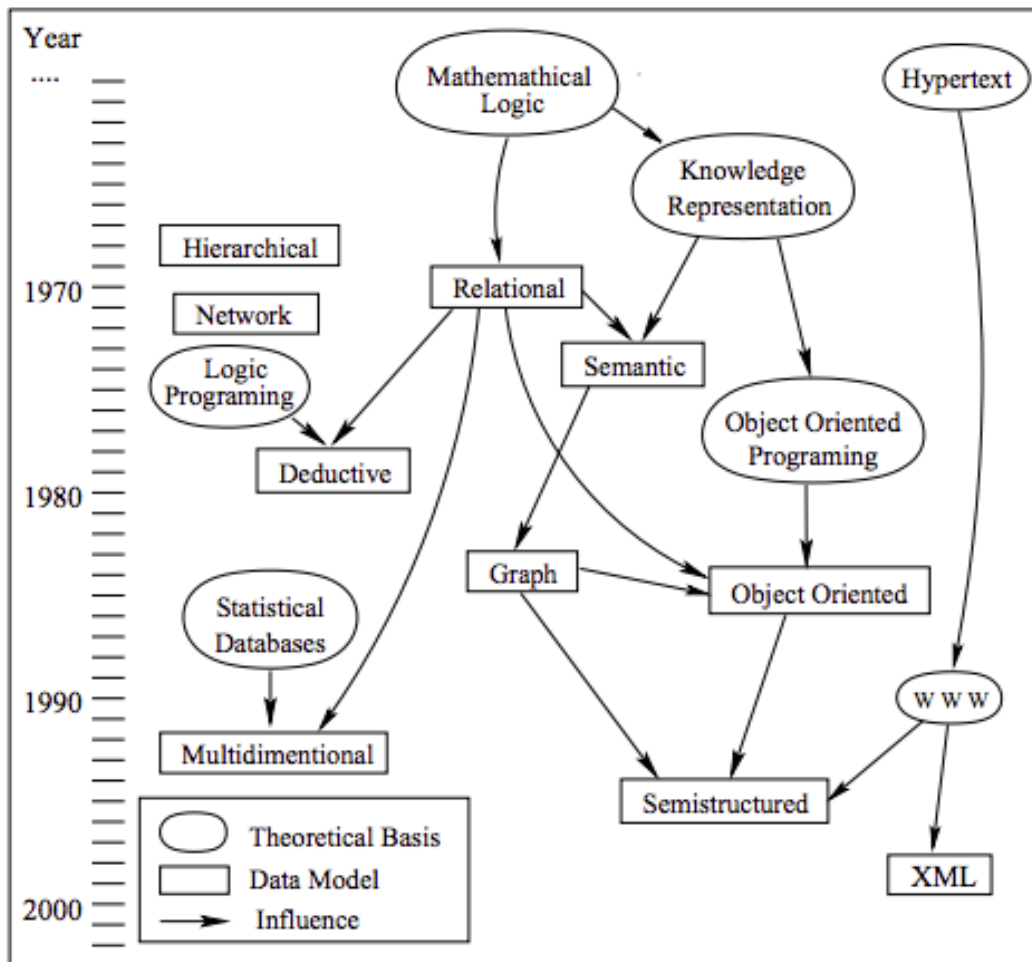 Year
....
1970
1980
1990
2000
Mathemathical
Logic
Hypertext
Knowledge
Representation
Hierarchical
Relational
Network
Semantic
Logic
Programing
Object Oriented
Programing
Deductive
Graph
Object Oriented
Statistical
Databases
W W W
Multidimentional
Semistructured
XML
Theoretical Basis
Data Model
Influence